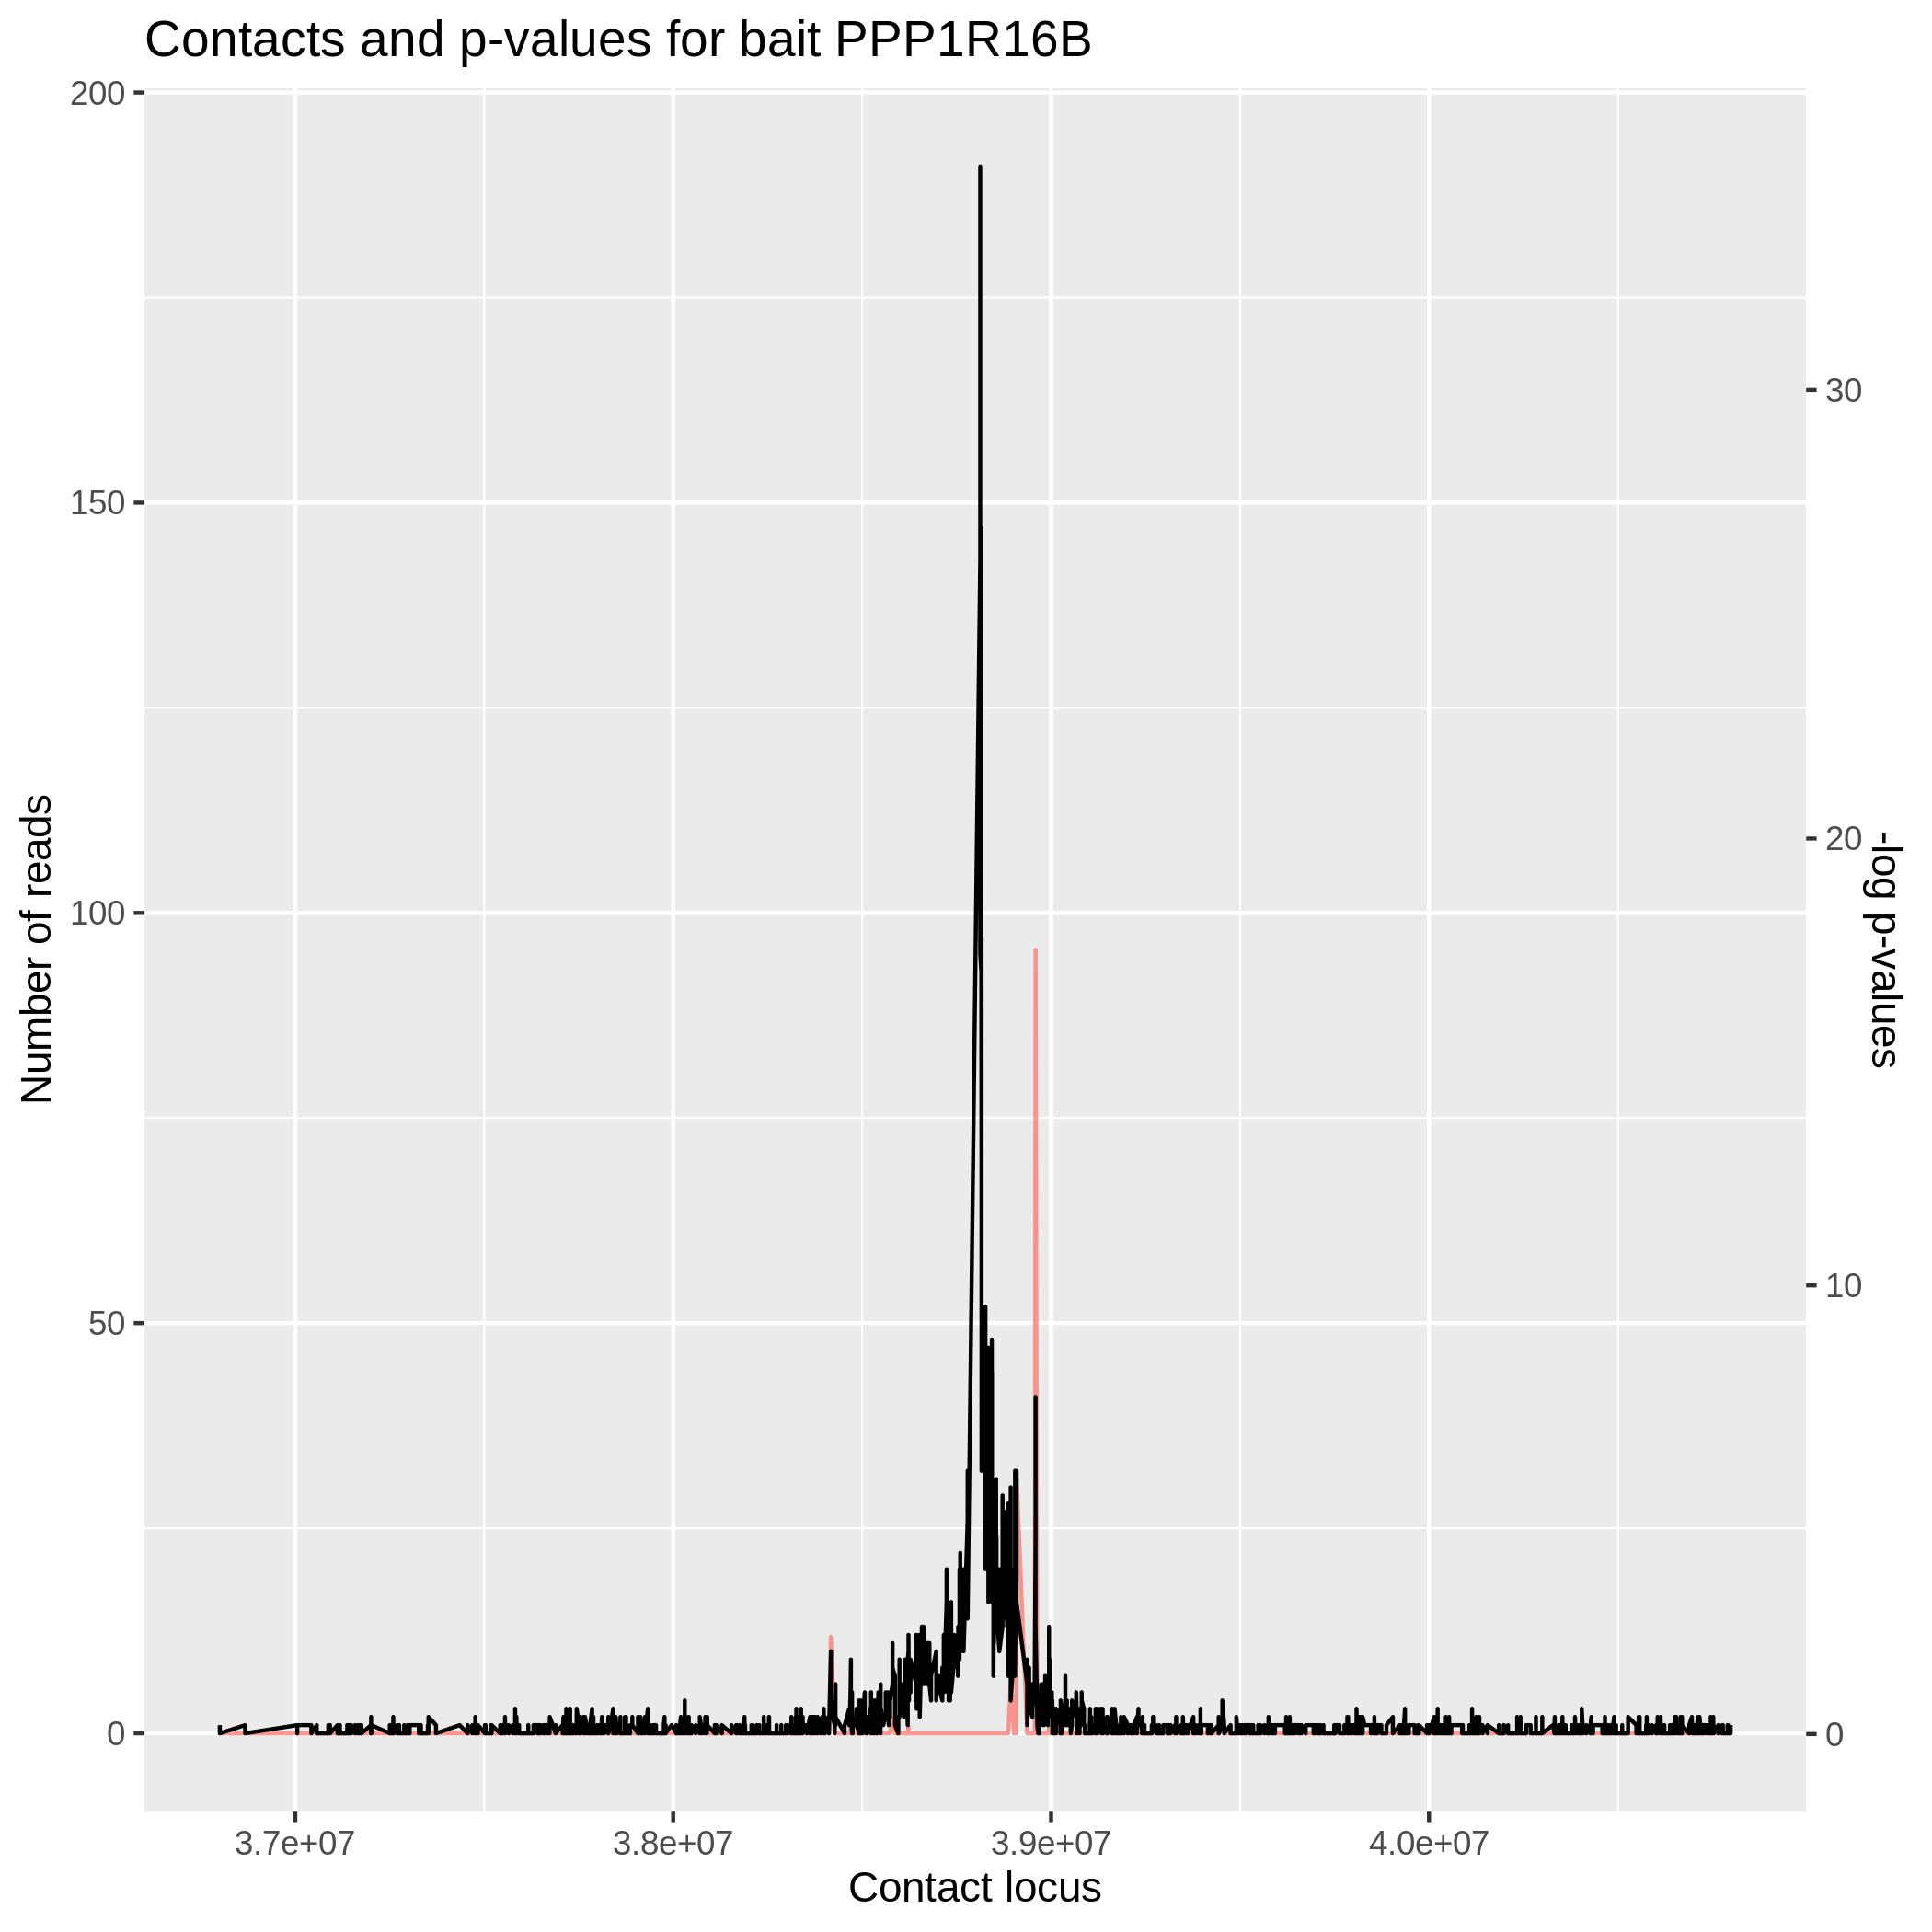 Contacts and p-values for bait PPP1R16B
200
150
100
50
0
Number of reads
30
20
10
0
-log p-values
3.7e+07
3.8e+07
3.9e+07
4.0e+07
Contact locus